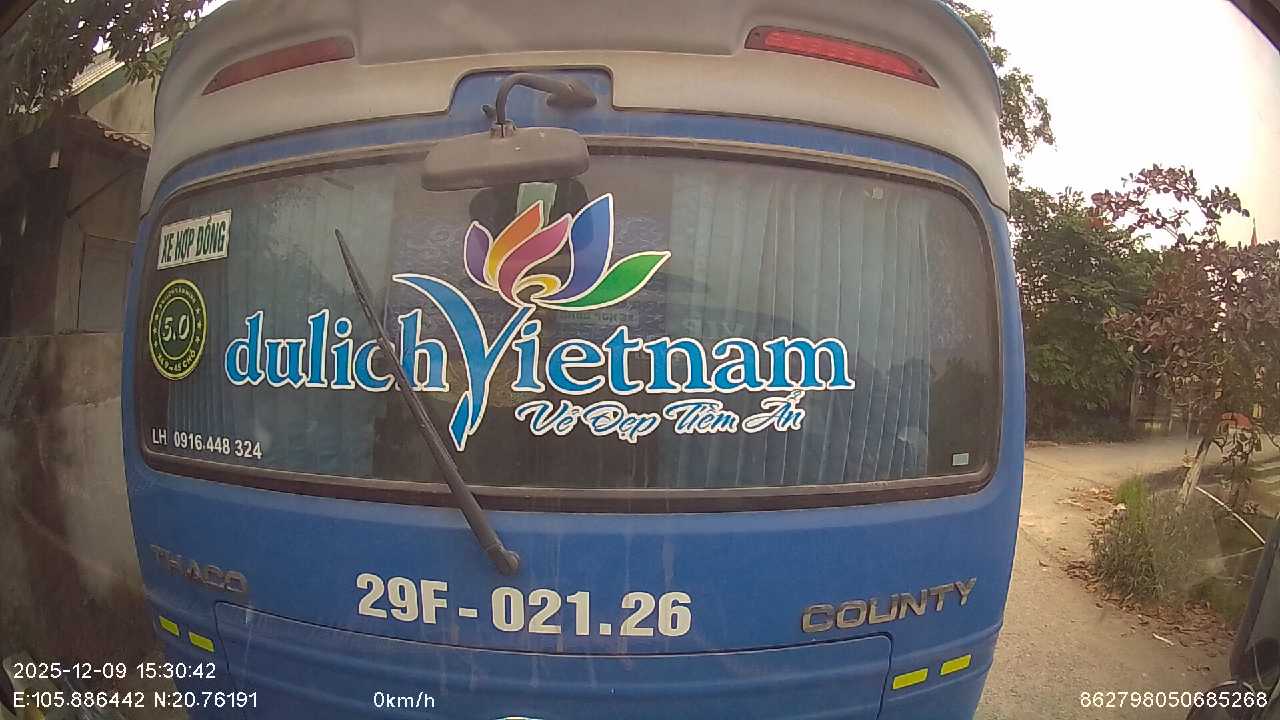 XE HỢP ĐỒNG
5.0
dulichVietnam
Vẻ Đẹp Tiềm Ẩn
LH 0916.448 324
THACO
COUNTY
29F-021.26
2025-12-09 15:30:42
E:105.886442 N:20.76191
0km/h
862798050685268